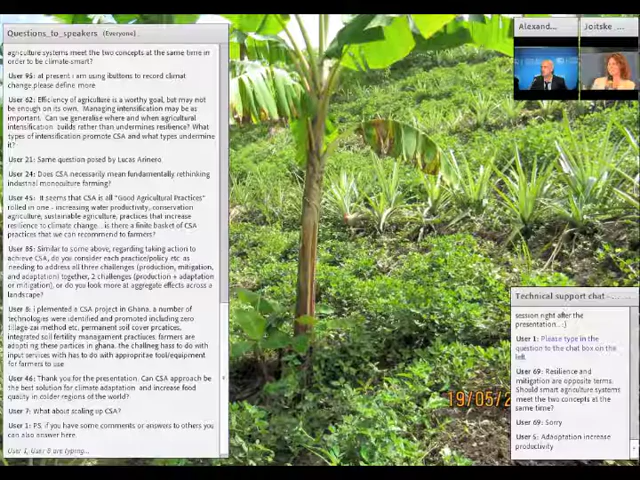 Questions_to_speakers (Everyone)
agriculture systems meet the two concepts at the same time in
order to be climate-smart?
User 95: at present i am using ibuttons to record climat
change,please define more
User 62: Efficiency of agriculture is a worthy goal, but may not
be enough on its own. Managing intensification may be as
important. Can we generalise where and when agricultural
intensification builds rather than undermines resilience? What
types of intensification promote CSA and what types undermine
it?
User 21: Same question posed by Lucas Arinero
User 24: Does CSA necessarily mean fundamentally rethinking
industrial monoculture farming?
User 45: It seems that CSA is all "Good Agricultural Practices"
rolled in one - increasing water productivity, conservation
agriculture, sustainable agriculture, practices that increase
resilience to climate change... is there a finite basket of CSA
practices that we can recommend to farmers?
User 85: Similar to some above, regarding taking action to
achieve CSA, do you consider each practice/policy etc as
needing to address all three challenges (production, mitigation,
and adaptation) together, 2 challenges (production + adaptation
or mitigation), or do you look more at aggregate effects across a
landscape?
User 8: i plemented a CSA project in Ghana. a number of
technologies were identified and promoted including zero
tillage-zai method etc, permanent soil cover prcatices,
integrated soil fertility managment practices. farmers are
adopting these partices in ghana. the challneg hass to do with
input services with has to do with appropritae tool/equipment
for farmers to use
User 46: Thank you for the presentation. Can CSA approach be
the best solution for climate adaptation and increase food
quality in colder regions of the world?
User 7: What about scaling up CSA?
User 1: PS. if you have some comments or answers to others you
can also answer here.
User 1, User 8 are typing...
Alexand...
Joitske ...
Technical support chat - ...
session right after the
presentation.. :)
User 1: Please type in the
question to the chat box on the
left.
User 69: Resilience and
mitigation are opposite terms.
Should smart agriculture systems
meet the two concepts at the
same time?
User 69: Sorry
User 5: Adaoptation increase
productivity
19/05/2